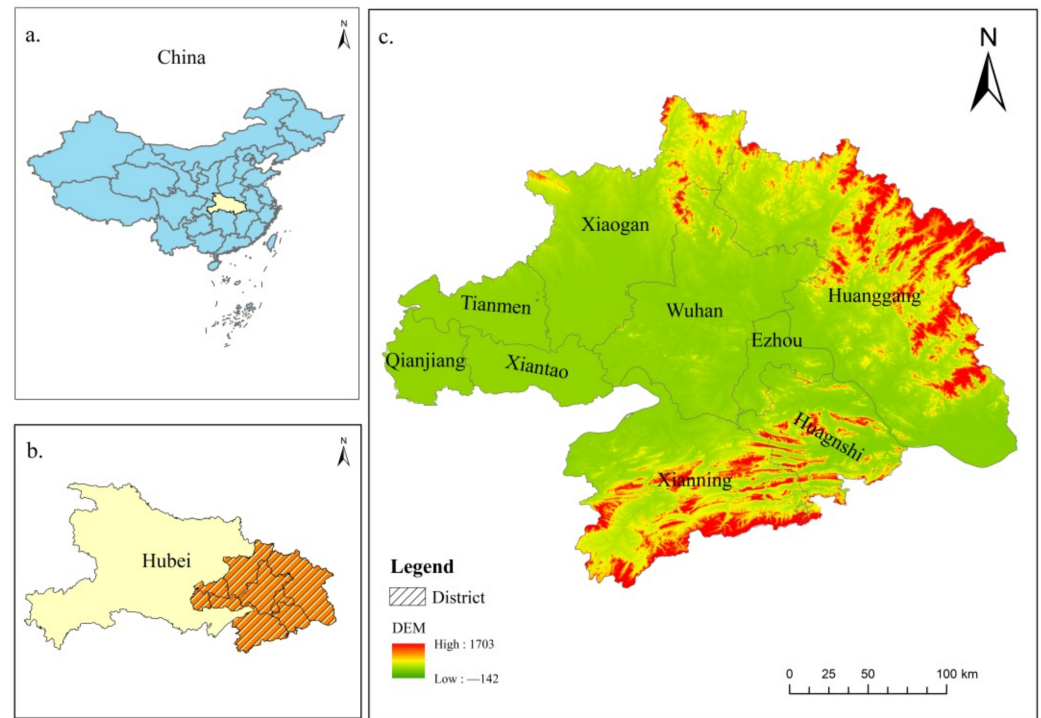 a.
N
China
b.
N
Hubei
c.
N
Xiaogan
Tianmen
Wuhan
Huanggang
Ezhou
Qianjiang
Xiantao
Huagnshi
Xianning
Legend
District
DEM
High : 1703
Low : —142
0 25 50 100 km